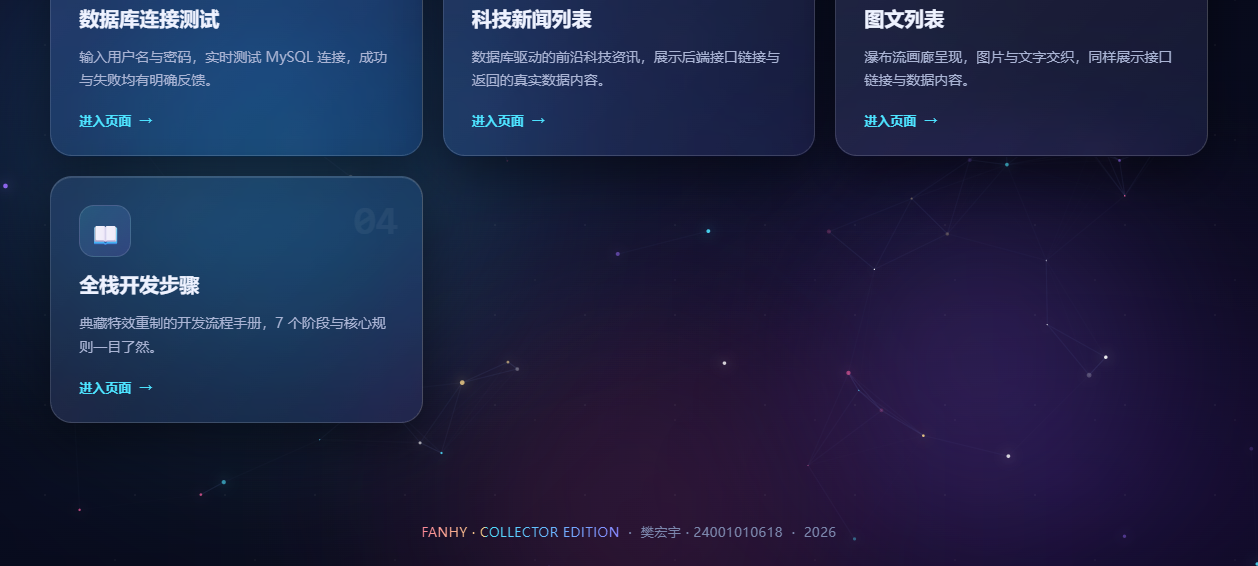 数据库连接测试
输入用户名与密码，实时测试 MySQL 连接，成功
与失败均有明确反馈。
进入页面 →
科技新闻列表
数据库驱动的前沿科技资讯，展示后端接口链接与
返回的真实数据内容。
进入页面 →
图文列表
瀑布流画廊呈现，图片与文字交织，同样展示接口
链接与数据内容。
进入页面 →
04
全栈开发步骤
典藏特效重制的开发流程手册，7 个阶段与核心规
则一目了然。
进入页面 →
FANHY · COLLECTOR EDITION · 樊宏宇 · 24001010618 · 2026